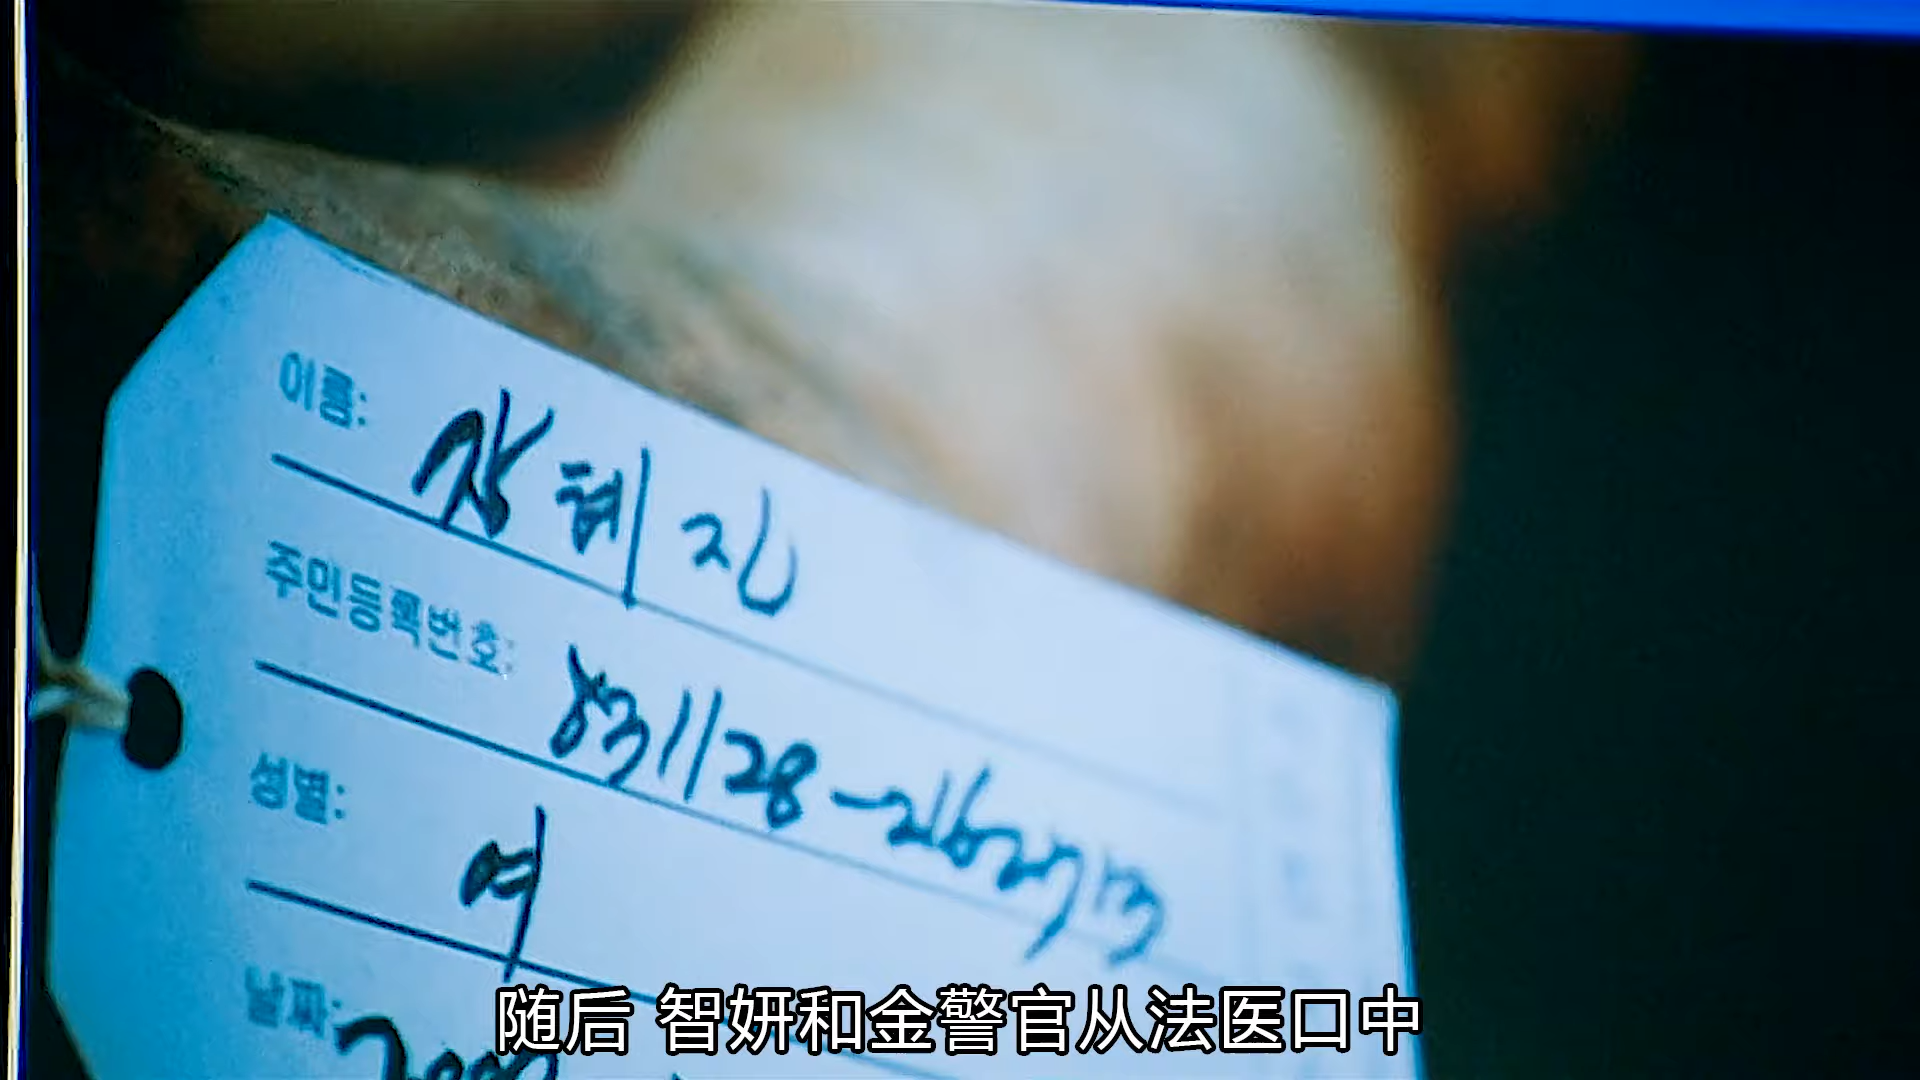 이름: 장혜진
주민등록번호: 831128-2162713
성별: 여
날짜:
随后 智妍和金警官从法医口中